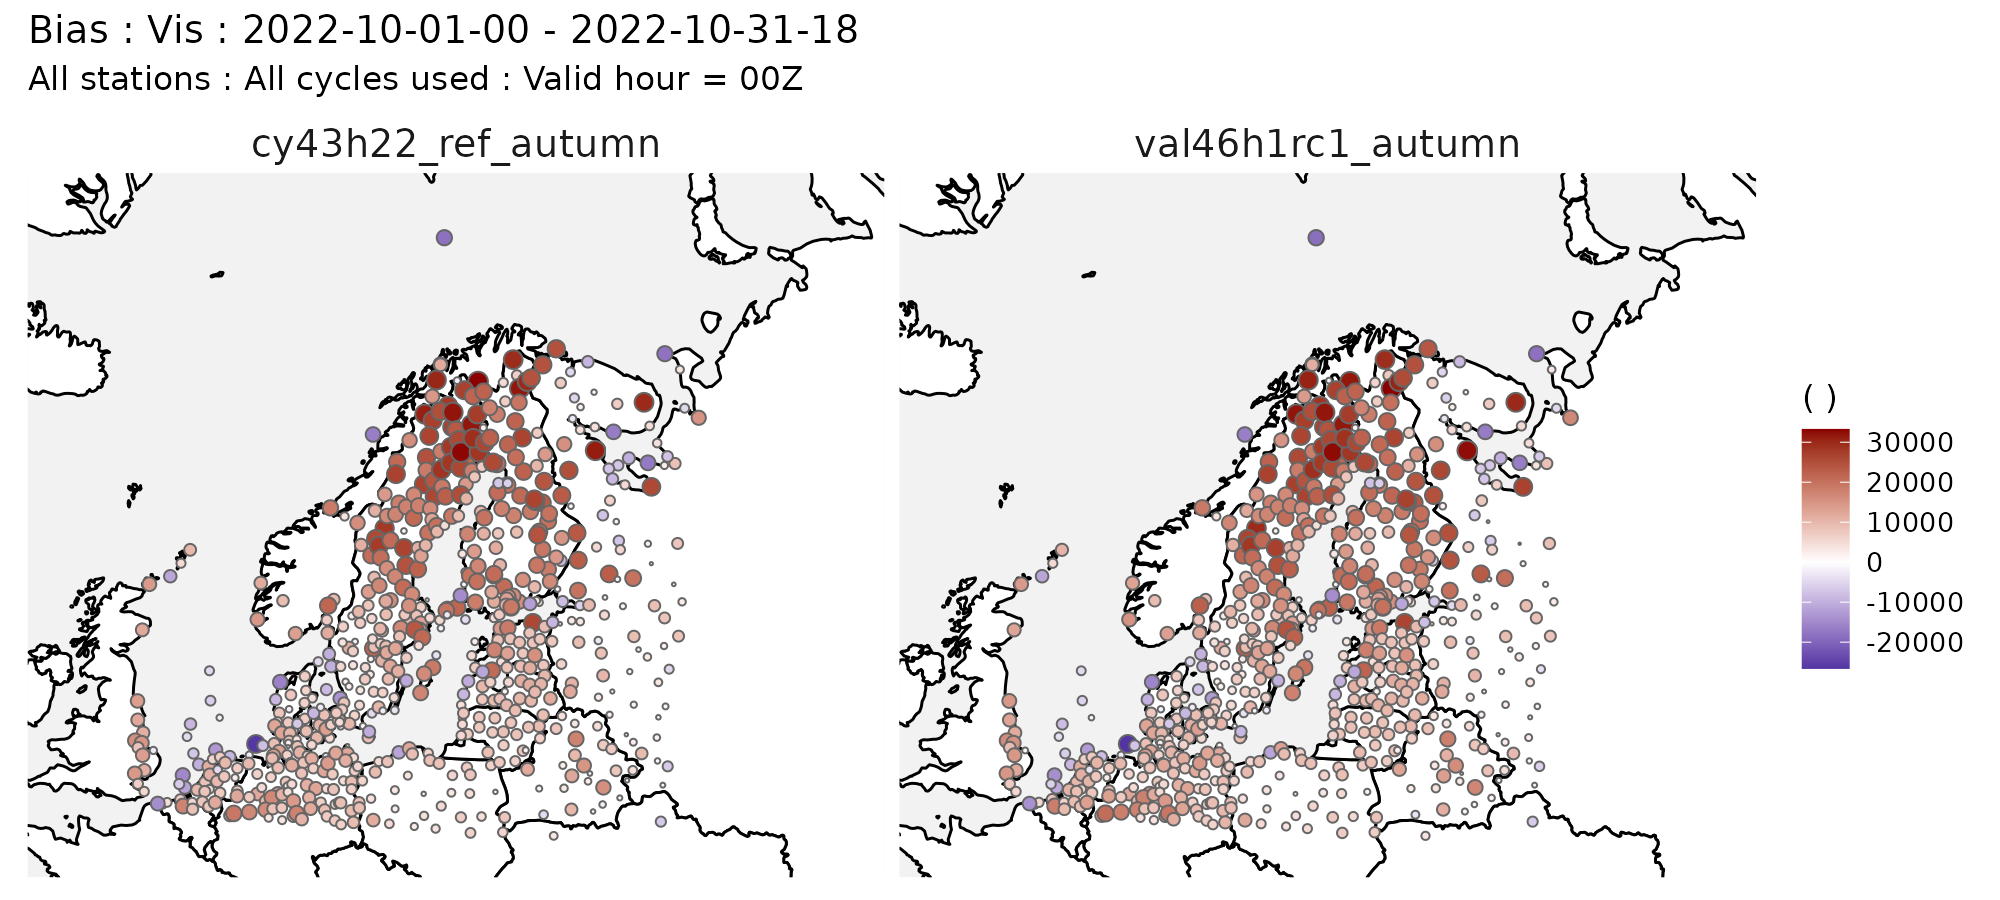 Bias : Vis : 2022-10-01-00 - 2022-10-31-18
All stations : All cycles used : Valid hour = 00Z
cy43h22_ref_autumn
val46h1rc1_autumn
( )
30000
20000
10000
0
-10000
-20000